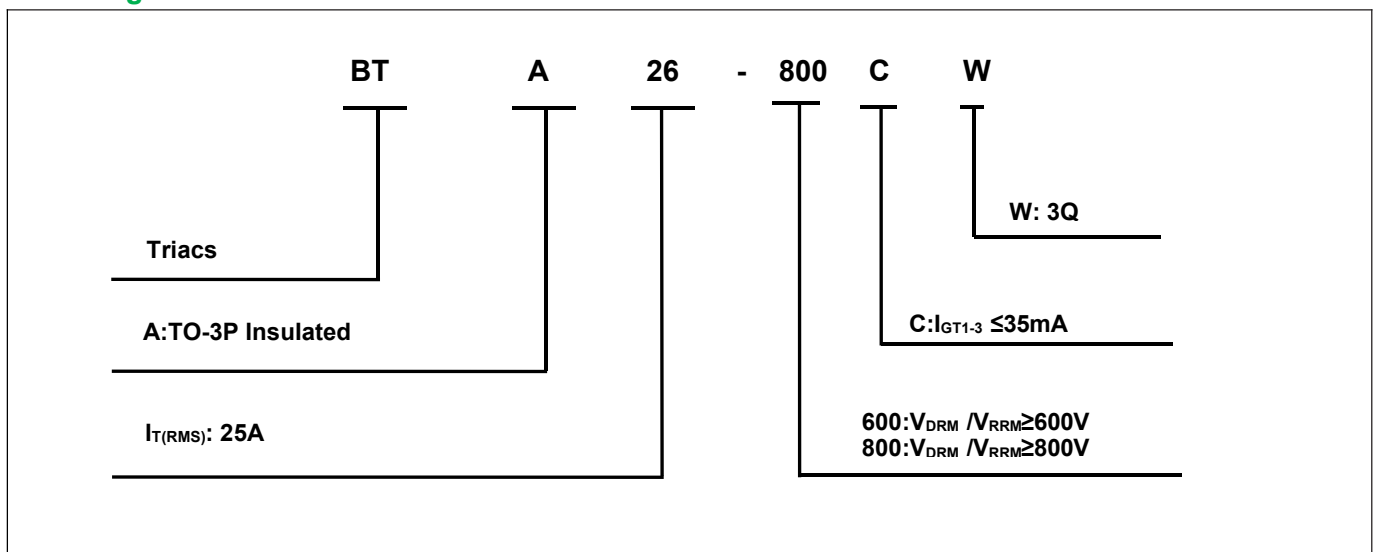 BT A 26 - 800 C W
W: 3Q
Triacs
A:TO-3P Insulated
C:IGT1-3 ≤35mA
IT(RMS): 25A
600:VDRM /VRRM≥600V
800:VDRM /VRRM≥800V